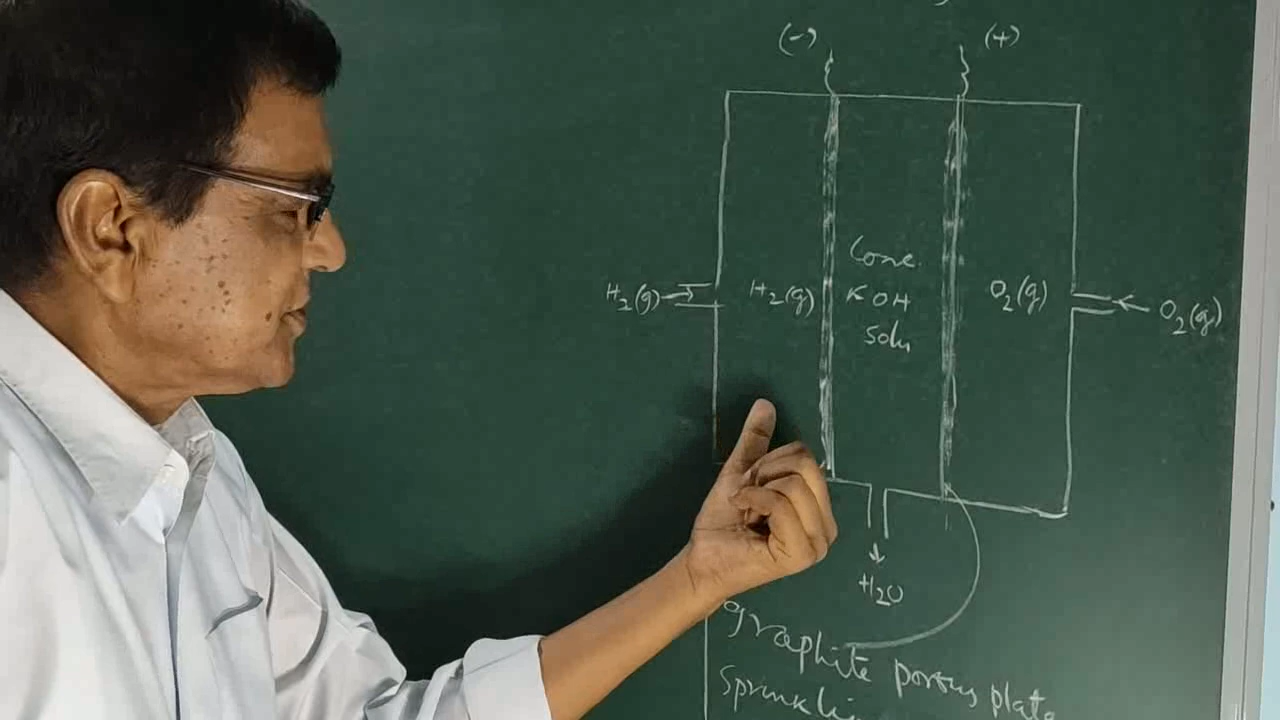 (-)
(+)
H₂(g)
H₂(g)
Conc.
KOH
Soln
O₂(g)
O₂(g)
H₂O
graphite porous plate